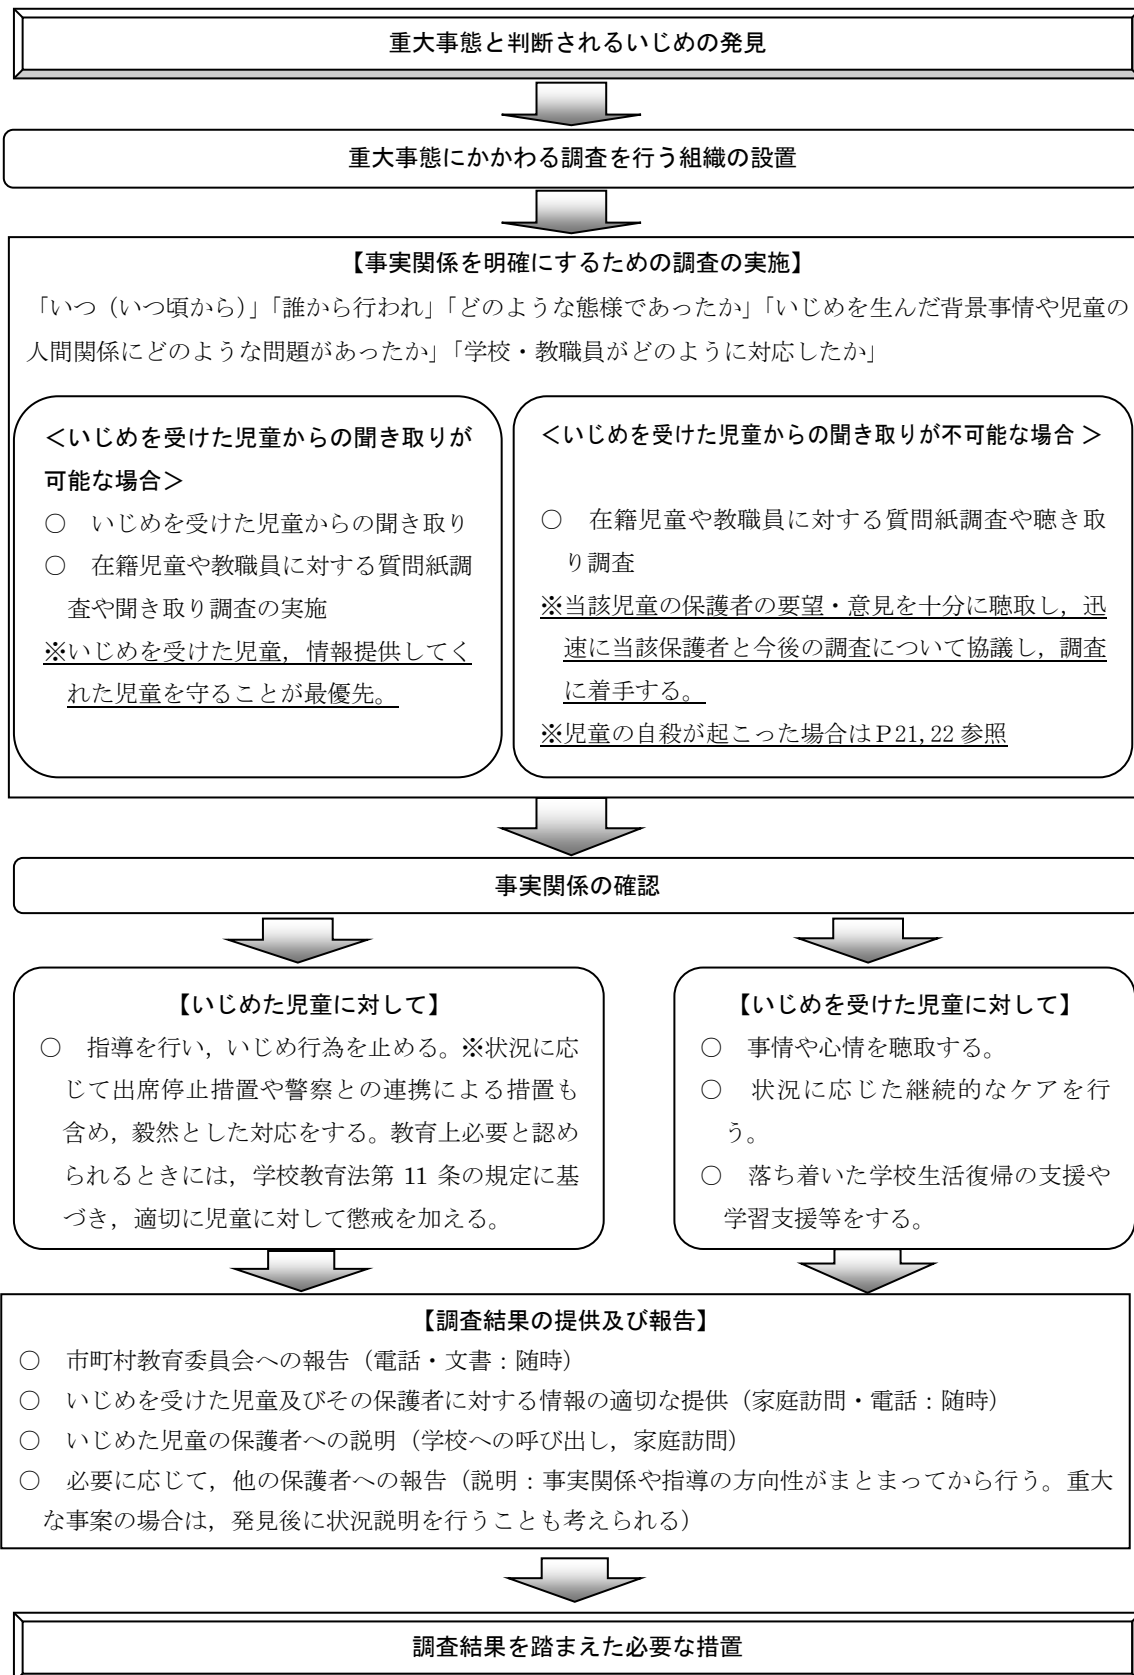 重大事態と判断されるいじめの発見
重大事態にかかわる調査を行う組織の設置
【事実関係を明確にするための調査の実施】
「いつ（いつ頃から）」「誰から行われ」「どのような態様であったか」「いじめを生んだ背景事情や児童の
人間関係にどのような問題があったか」「学校・教職員がどのように対応したか」
＜いじめを受けた児童からの聞き取りが
可能な場合＞
○　いじめを受けた児童からの聞き取り
○　在籍児童や教職員に対する質問紙調
査や聞き取り調査の実施
※いじめを受けた児童，情報提供してく
れた児童を守ることが最優先。
＜いじめを受けた児童からの聞き取りが不可能な場合 ＞
○　在籍児童や教職員に対する質問紙調査や聴き取
り調査
※当該児童の保護者の要望・意見を十分に聴取し，迅
速に当該保護者と今後の調査について協議し，調査
に着手する。
※児童の自殺が起こった場合はＰ21, 22 参照
事実関係の確認
【いじめた児童に対して】
○　指導を行い，いじめ行為を止める。※状況に応
じて出席停止措置や警察との連携による措置も
含め，毅然とした対応をする。教育上必要と認め
られるときには，学校教育法第 11 条の規定に基
づき，適切に児童に対して懲戒を加える。
【いじめを受けた児童に対して】
○　事情や心情を聴取する。
○　状況に応じた継続的なケアを行
う。
○　落ち着いた学校生活復帰の支援や
学習支援等をする。
【調査結果の提供及び報告】
○　市町村教育委員会への報告（電話・文書：随時）
○　いじめを受けた児童及びその保護者に対する情報の適切な提供（家庭訪問・電話：随時）
○　いじめた児童の保護者への説明（学校への呼び出し，家庭訪問）
○　必要に応じて，他の保護者への報告（説明：事実関係や指導の方向性がまとまってから行う。重大
な事案の場合は，発見後に状況説明を行うことも考えられる）
調査結果を踏まえた必要な措置